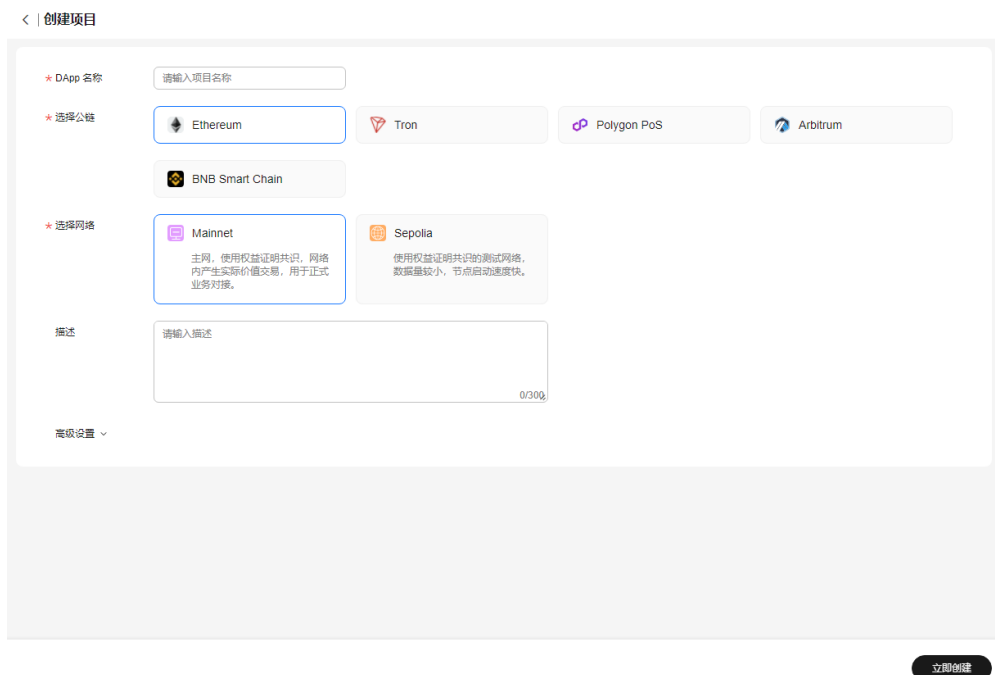 创建项目
* DApp 名称
请输入项目名称
* 选择公链
Ethereum
Tron
Polygon PoS
Arbitrum
BNB Smart Chain
* 选择网络
Mainnet
主网，使用权益证明共识，网络
内产生实际价值交易，用于正式
业务对接。
Sepolia
使用权益证明共识的测试网络，
数据量较小，节点启动速度快。
描述
请输入描述
0/300
高级设置
立即创建